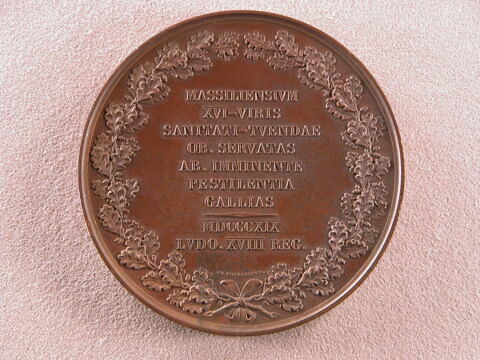 MASSILIENSIVM
XVI-VIRIS
SANITATI-TVENDAE
OB. SERVATAS
AB. IMMINENTE
PESTILENTIA
GALLIAS
MDCCCXIX
LVDO. XVIII REG.